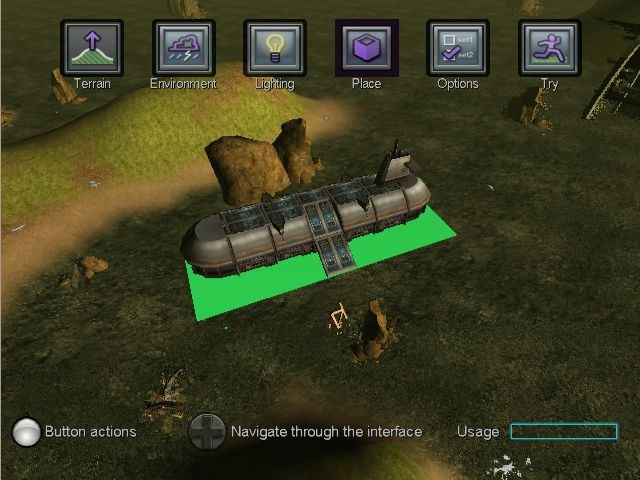 set1
set2
Terrain
Environment
Lighting
Place
Options
Try
Button actions
Navigate through the interface
Usage